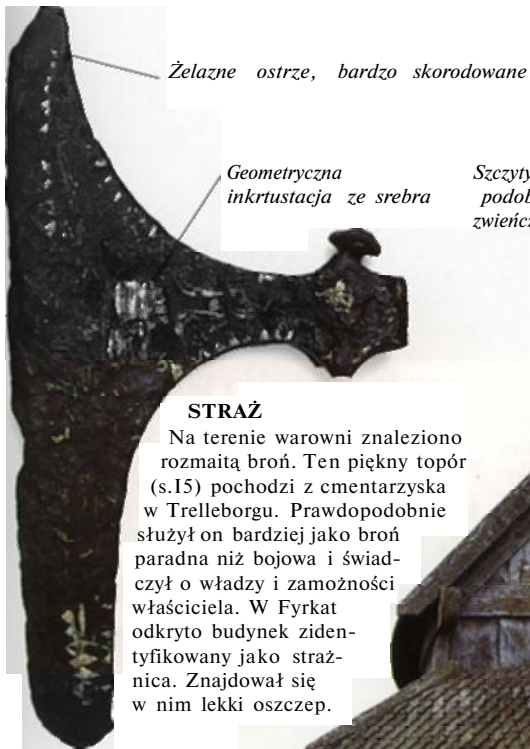 Żelazne ostrze, bardzo skorodowane
Geometryczna
inkrtustacja ze srebra
STRAŻ
Na terenie warowni znaleziono
rozmaitą broń. Ten piękny topór
(s.I5) pochodzi z cmentarzyska
w Trelleborgu. Prawdopodobnie
służył on bardziej jako broń
paradna niż bojowa i świad-
czył o władzy i zamożności
właściciela. W Fyrkat
odkryto budynek ziden-
tyfikowany jako straż-
nica. Znajdował się
w nim lekki oszczep.
Szczyty